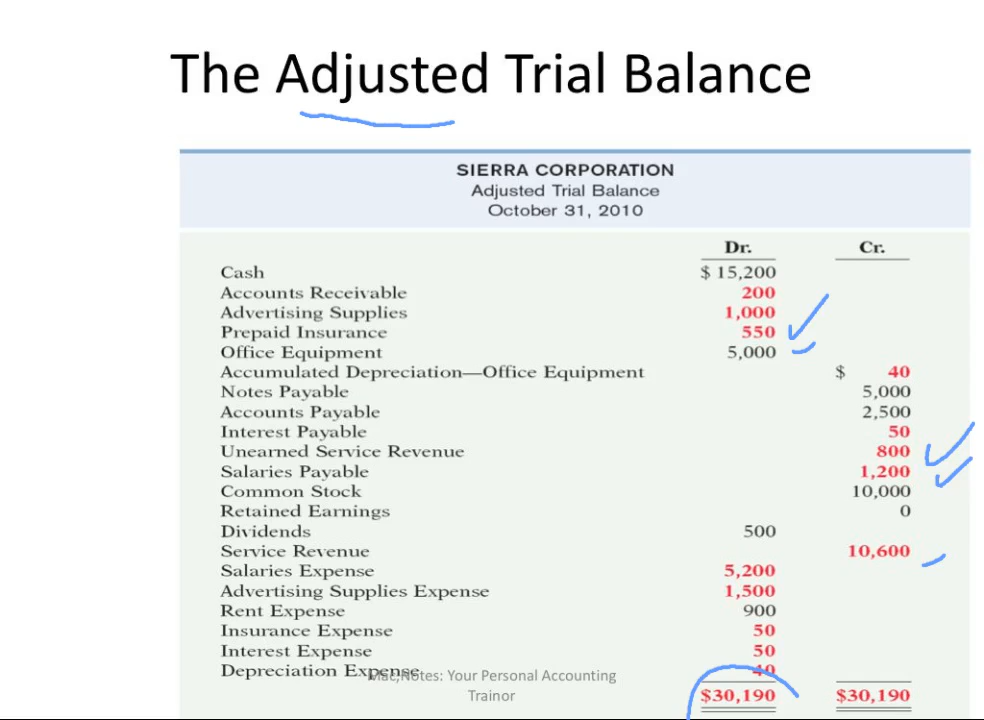 The Adjusted Trial Balance
SIERRA CORPORATION
Adjusted Trial Balance
October 31, 2010
Dr. Cr.
Cash $ 15,200
Accounts Receivable 200
Advertising Supplies 1,000
Prepaid Insurance 550
Office Equipment 5,000
Accumulated Depreciation—Office Equipment $ 40
Notes Payable 5,000
Accounts Payable 2,500
Interest Payable 50
Unearned Service Revenue 800
Salaries Payable 1,200
Common Stock 10,000
Retained Earnings 0
Dividends 500
Service Revenue 10,600
Salaries Expense 5,200
Advertising Supplies Expense 1,500
Rent Expense 900
Insurance Expense 50
Interest Expense 50
Depreciation Expense 40
Notes: Your Personal Accounting
Trainor
$30,190 $30,190